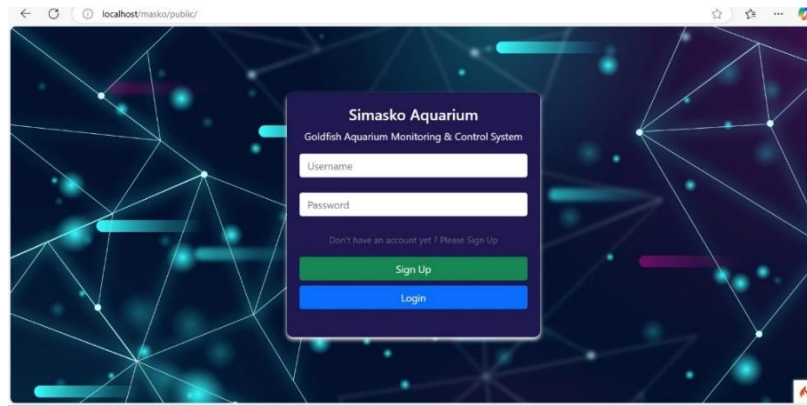 localhost/masko/public/
Simasko Aquarium
Goldfish Aquarium Monitoring & Control System
Username
Password
Don't have an account yet ? Please Sign Up
Sign Up
Login